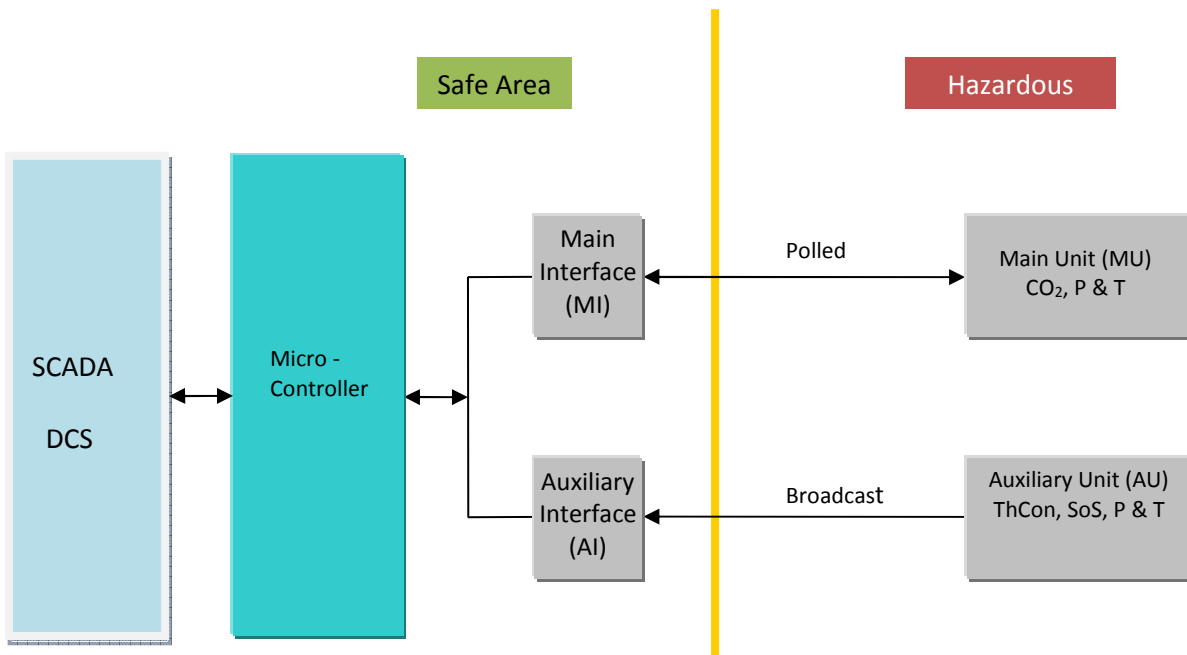 Safe Area
Hazardous
SCADA
DCS
Micro -
Controller
Main
Interface
(MI)
Polled
Main Unit (MU)
CO₂, P & T
Auxiliary
Interface
(AI)
Broadcast
Auxiliary Unit (AU)
ThCon, SoS, P & T